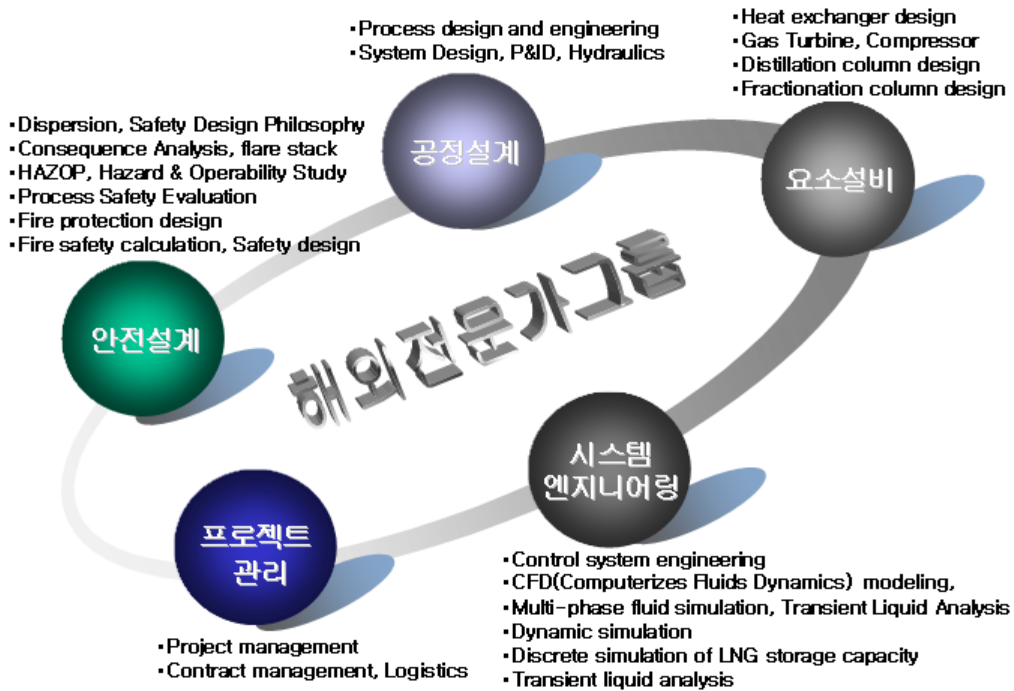 ·Process design and engineering
·System Design, P&ID, Hydraulics
공정설계
·Heat exchanger design
·Gas Turbine, Compressor
·Distillation column design
·Fractionation column design
요소설비
·Dispersion, Safety Design Philosophy
·Consequence Analysis, flare stack
·HAZOP, Hazard & Operability Study
·Process Safety Evaluation
·Fire protection design
·Fire safety calculation, Safety design
안전설계
해외전문가그룹
시스템
엔지니어링
·Control system engineering
·CFD(Computerizes Fluids Dynamics) modeling,
·Multi-phase fluid simulation, Transient Liquid Analysis
·Dynamic simulation
·Discrete simulation of LNG storage capacity
·Transient liquid analysis
프로젝트
관리
·Project management
·Contract management, Logistics